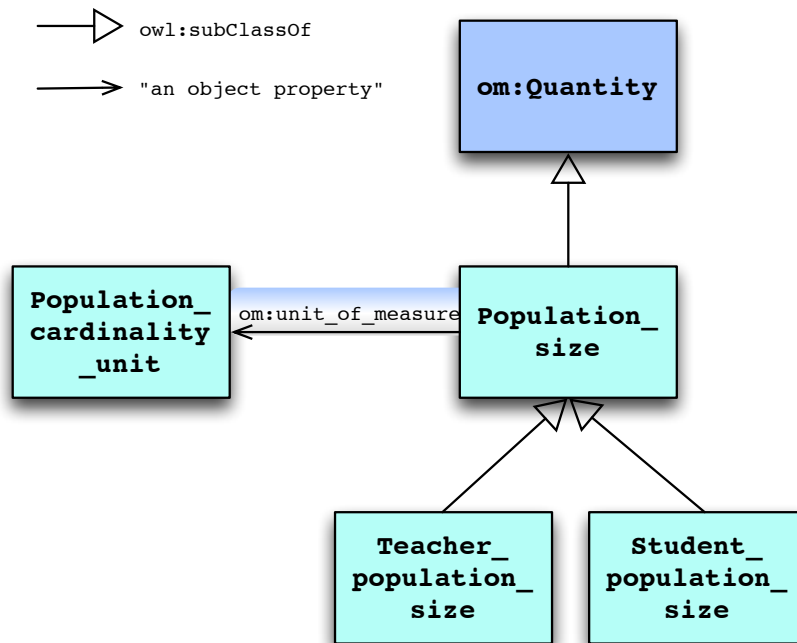 owl:subClassOf
"an object property"
om:Quantity
Population_
cardinality
_unit
om:unit_of_measure
Population_
size
Teacher_
population_
size
Student_
population_
size